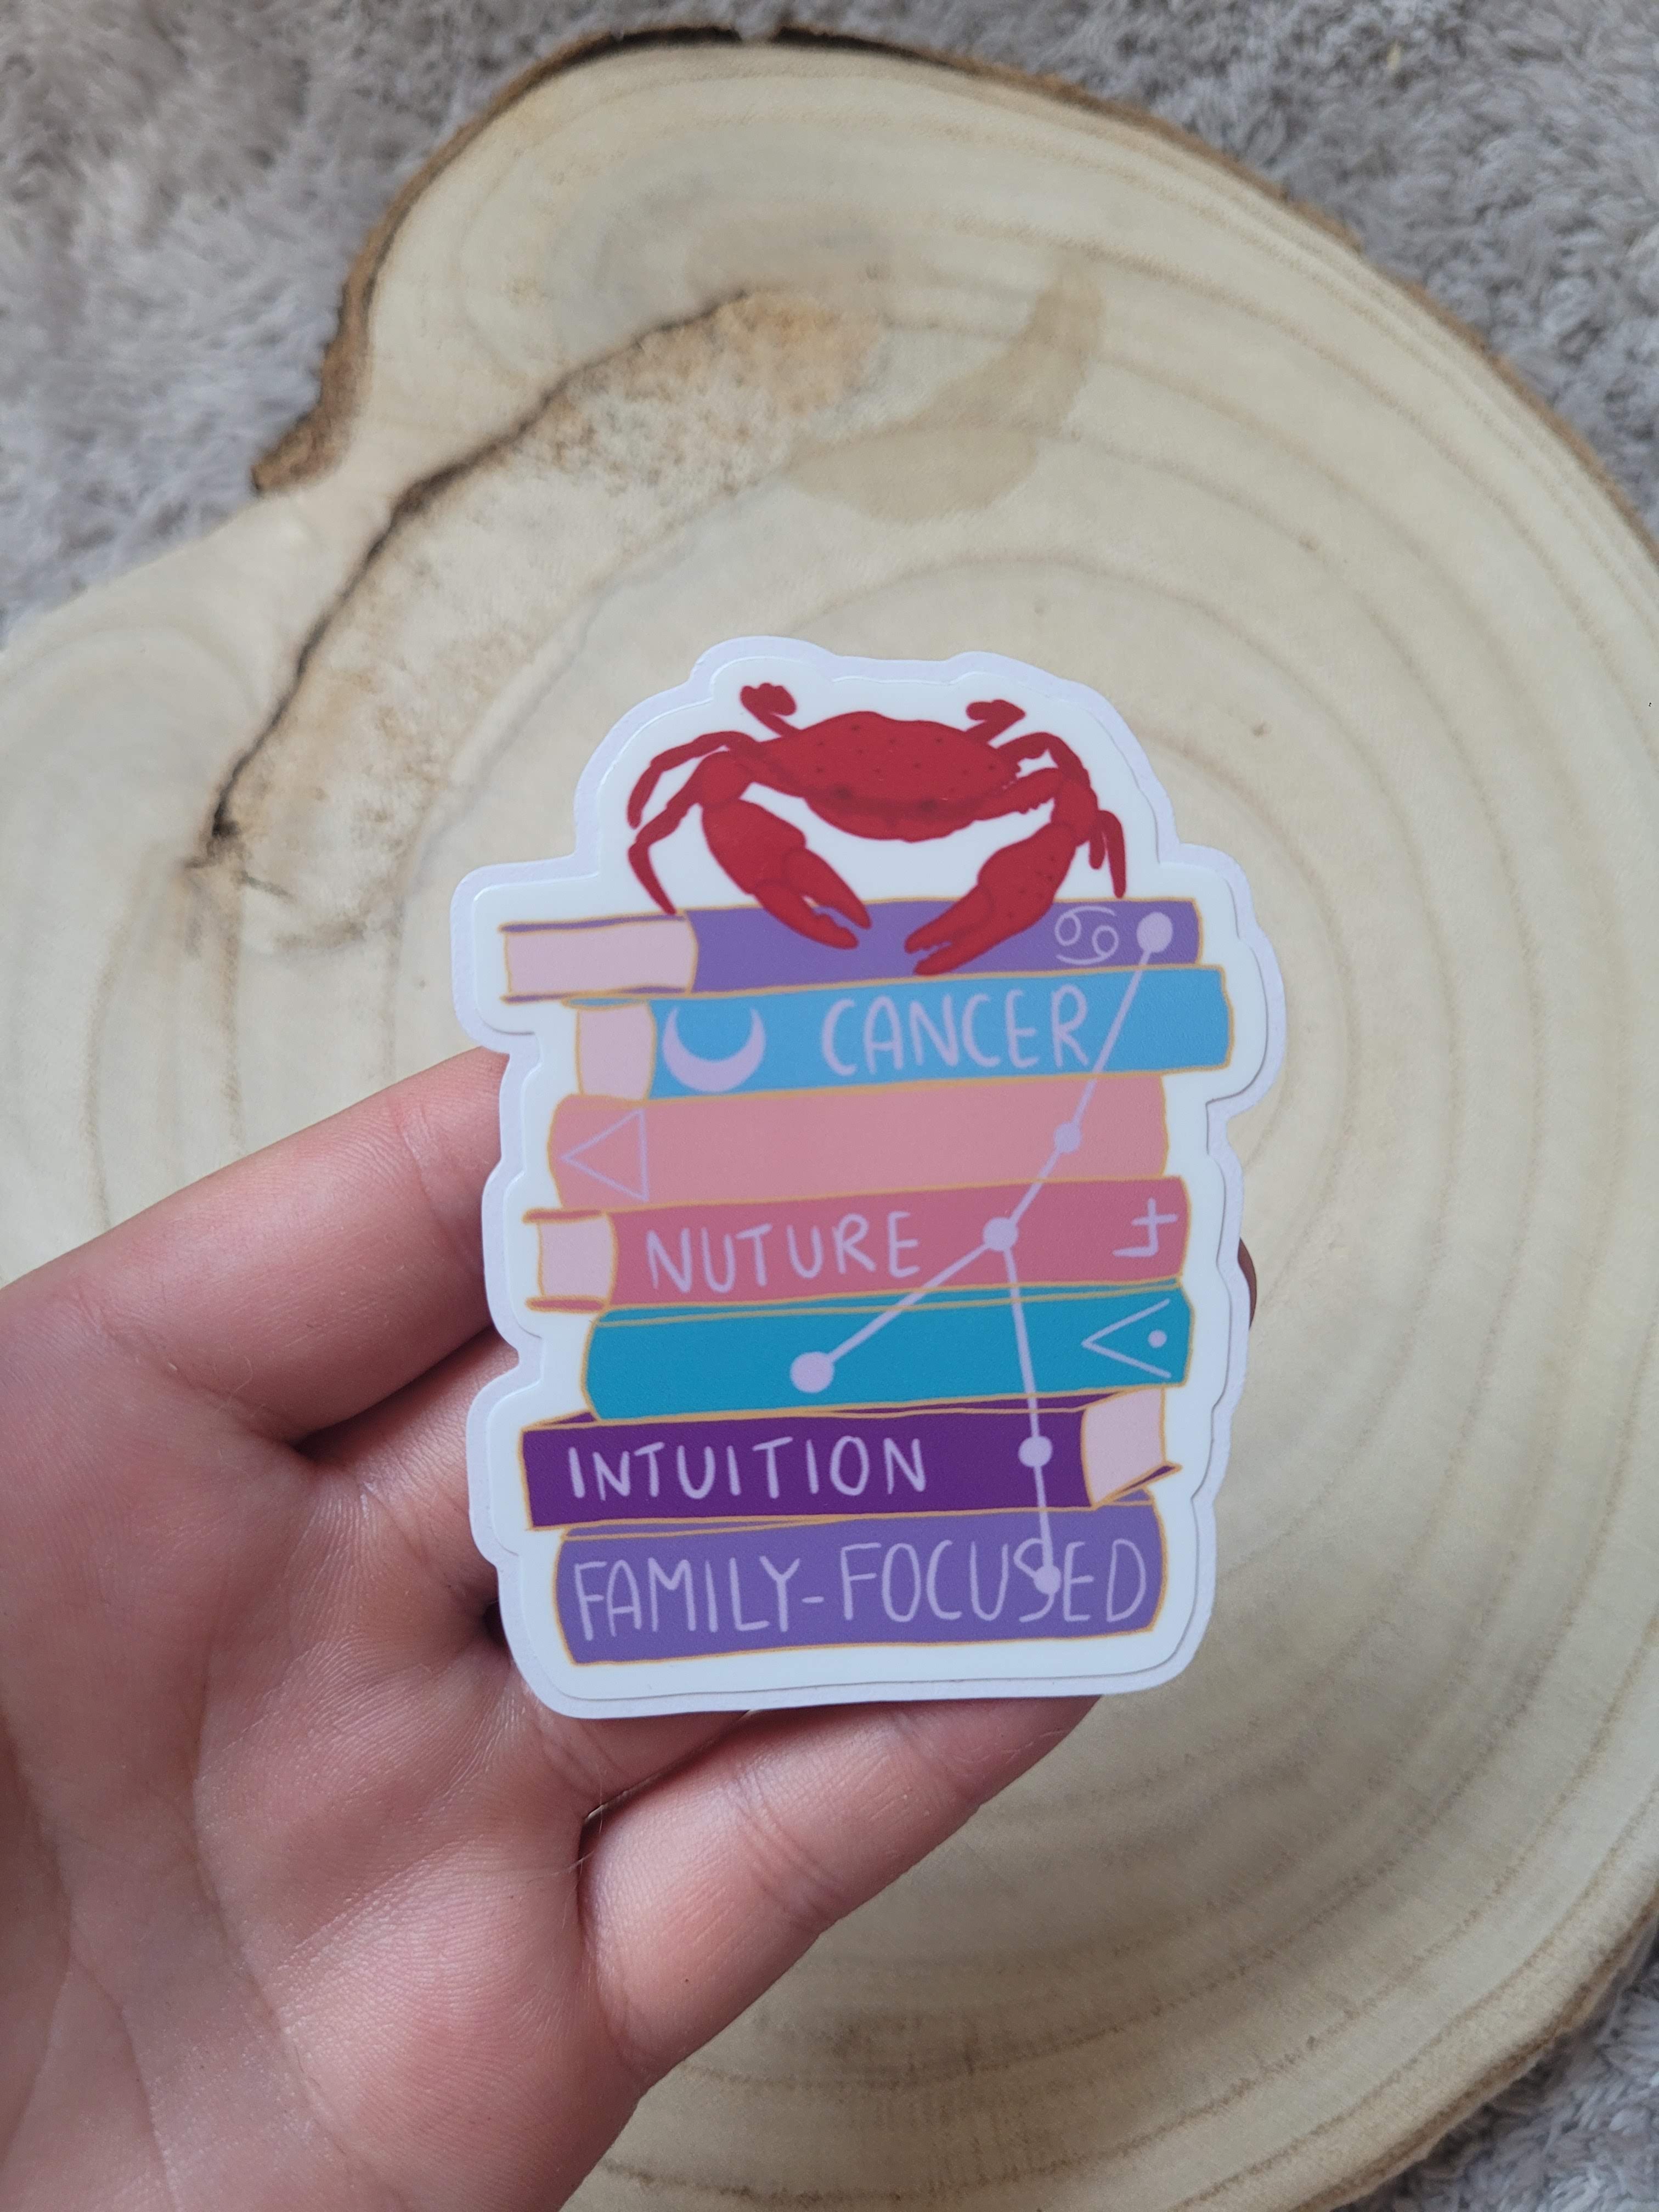 ♋
CANCER
NUTURE
INTUITION
FAMILY-FOCUSED